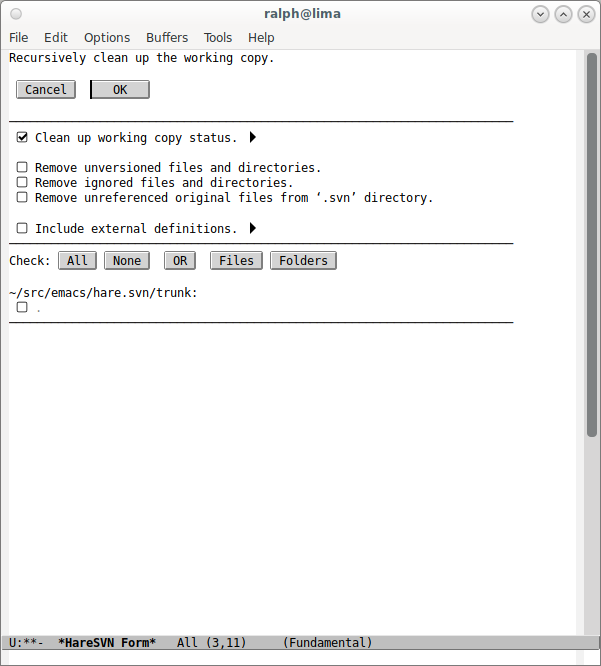 ralph@lima
File Edit Options Buffers Tools Help
Recursively clean up the working copy.
Cancel OK
Clean up working copy status.
Remove unversioned files and directories.
Remove ignored files and directories.
Remove unreferenced original files from ‘.svn’ directory.
Include external definitions.
Check: All None OR Files Folders
~/src/emacs/hare.svn/trunk:
.
U:**-  *HareSVN Form*   All (3,11)     (Fundamental)